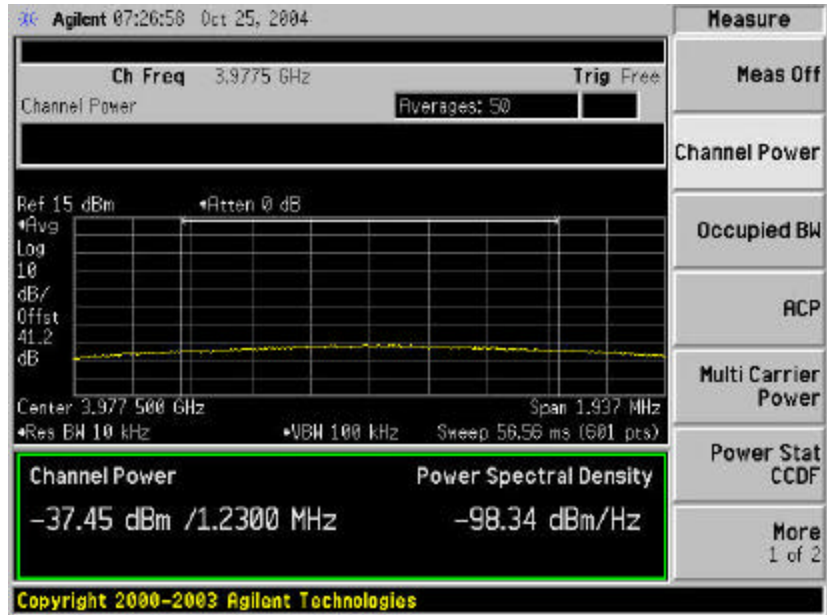 Agilent 07:26:58 Oct 25, 2004
Measure
Ch Freq 3.9775 GHz Trig Free
Channel Power Averages: 50
Ref 15 dBm •Atten 0 dB
•Avg
Log
10
dB/
Offst
41.2
dB
Center 3.977 500 GHz Span 1.937 MHz
•Res BW 10 kHz •VBW 100 kHz Sweep 56.56 ms (601 pts)
Channel Power Power Spectral Density
-37.45 dBm /1.2300 MHz -98.34 dBm/Hz
Copyright 2000-2003 Agilent Technologies
Meas Off
Channel Power
Occupied BW
ACP
Multi Carrier
Power
Power Stat
CCDF
More
1 of 2